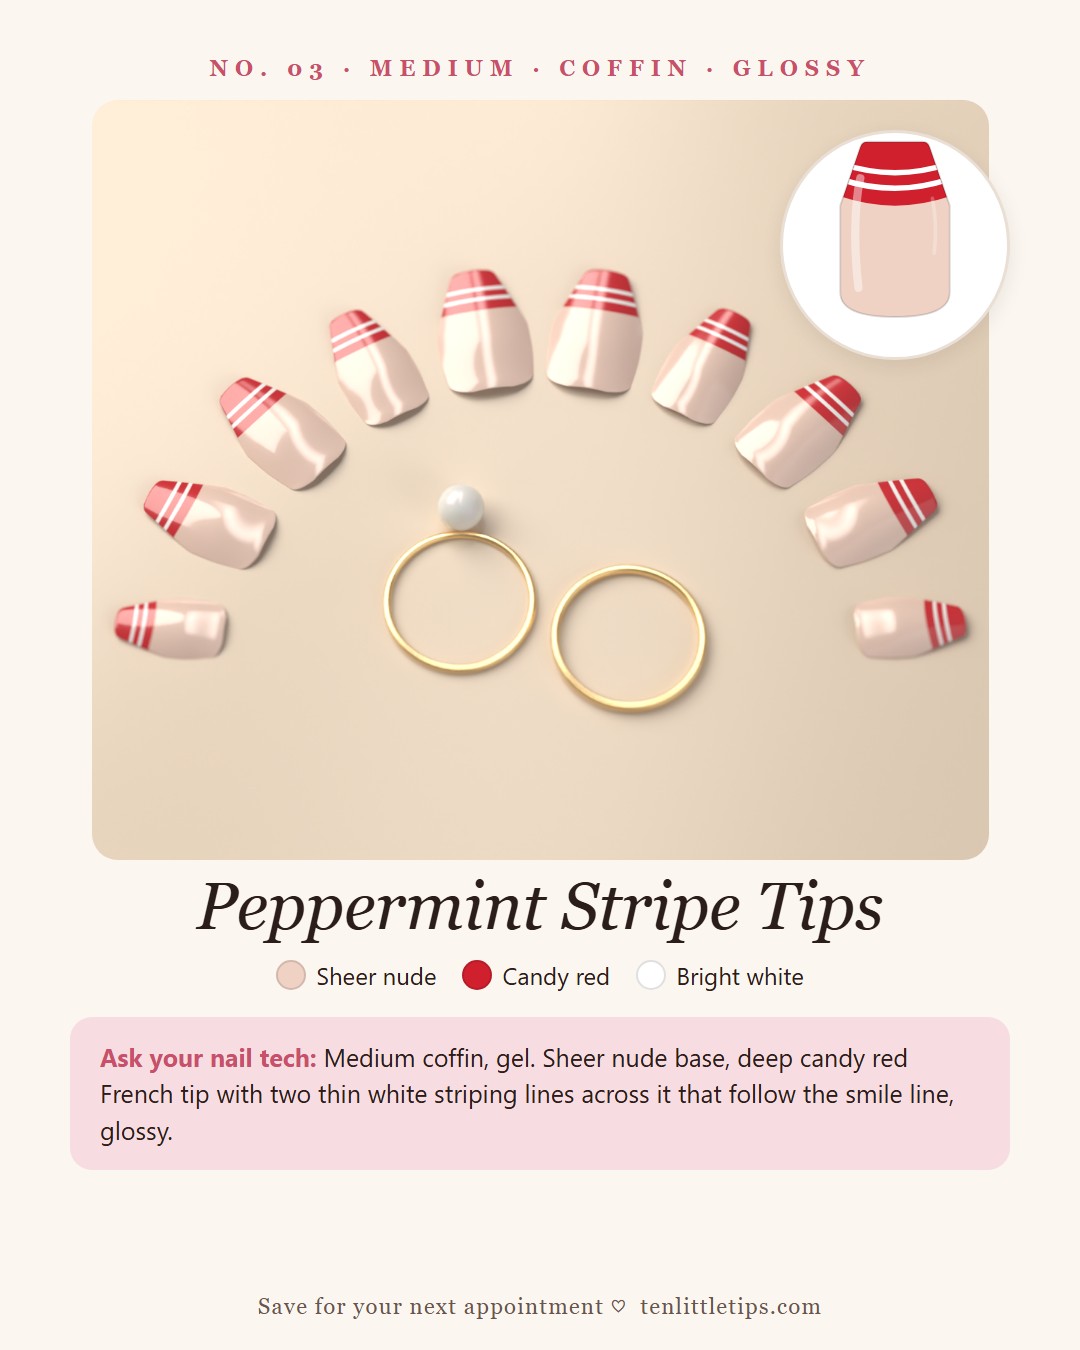 NO. 03 · MEDIUM · COFFIN · GLOSSY
Peppermint Stripe Tips
Sheer nude Candy red Bright white
Ask your nail tech: Medium coffin, gel. Sheer nude base, deep candy red
French tip with two thin white striping lines across it that follow the smile line,
glossy.
Save for your next appointment ♡ tenlittletips.com